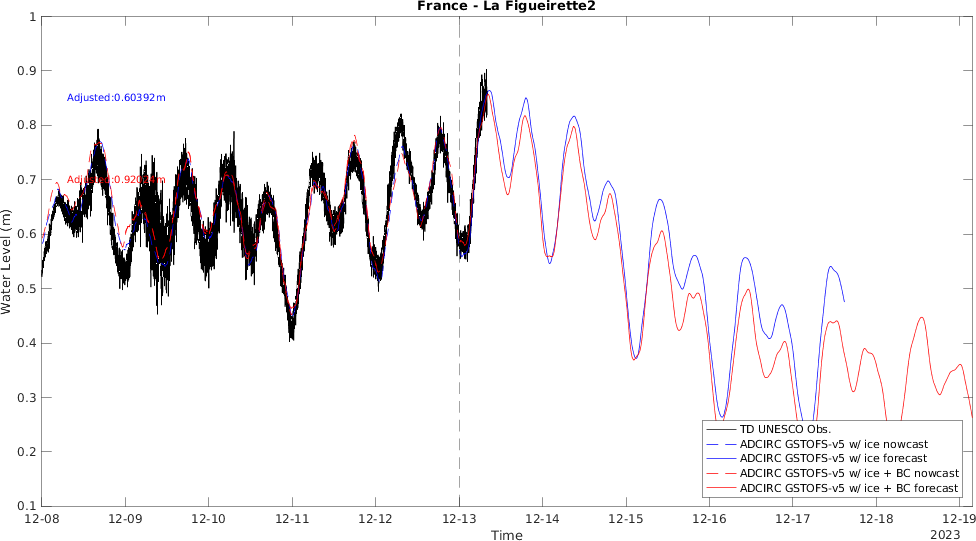 France - La Figueirette2
1
0.9
0.8
0.7
0.6
0.5
0.4
0.3
0.2
0.1
Water Level (m)
Adjusted:0.60392m
TD UNESCO Obs.
ADCIRC GSTOFS-v5 w/ ice nowcast
ADCIRC GSTOFS-v5 w/ ice forecast
ADCIRC GSTOFS-v5 w/ ice + BC nowcast
ADCIRC GSTOFS-v5 w/ ice + BC forecast
12-08 12-09 12-10 12-11 12-12 12-13 12-14 12-15 12-16 12-17 12-18 12-19
Time
2023